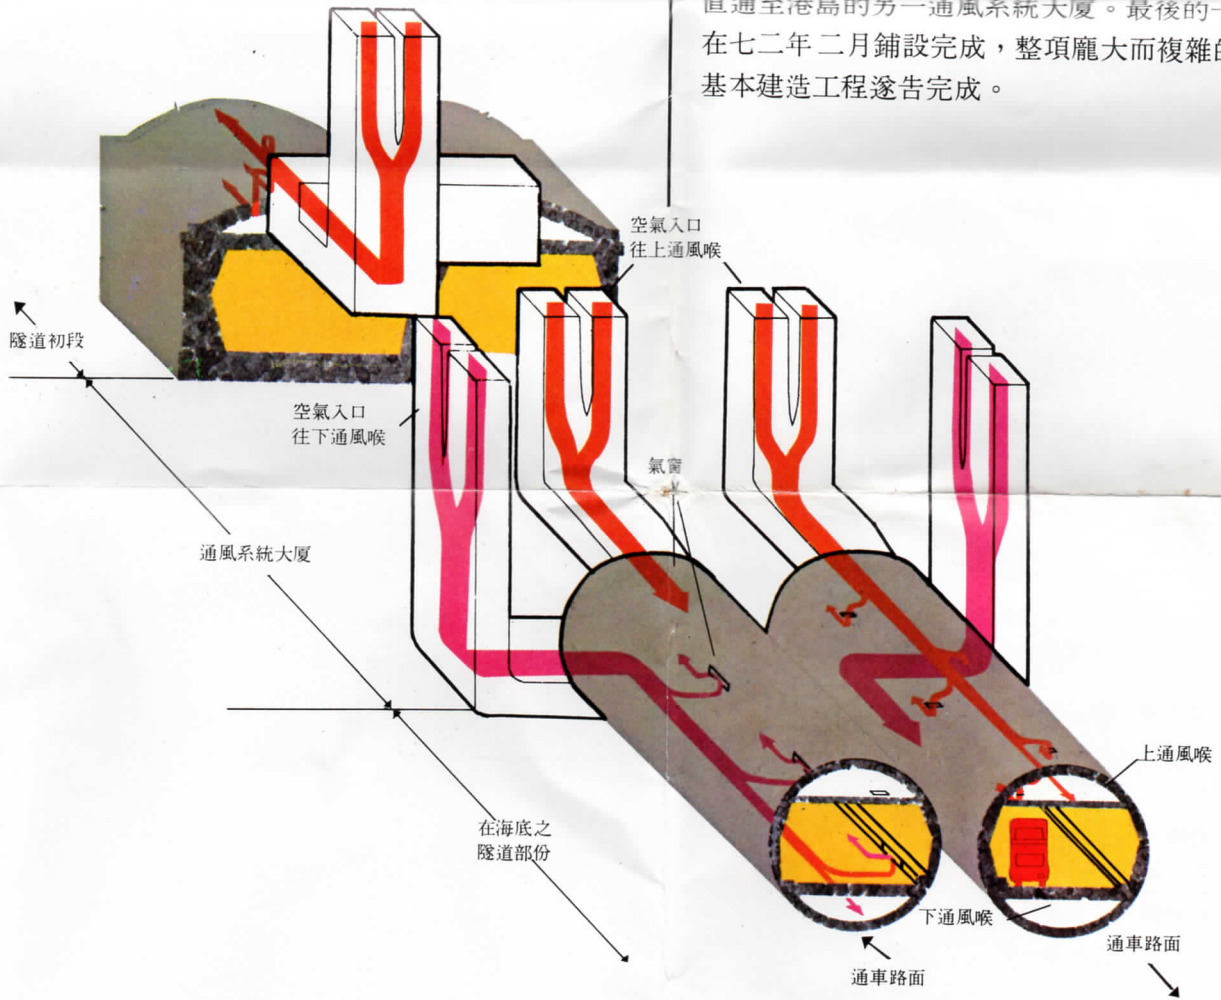 直通至港島的另一通風系統大厦。最後的一
在七二年二月鋪設完成，整項龐大而複雜的
基本建造工程遂告完成。
空氣入口
往上通風喉
隧道初段
空氣入口
往下通風喉
氣窗
通風系統大厦
上通風喉
在海底之
隧道部份
下通風喉
通車路面
通車路面